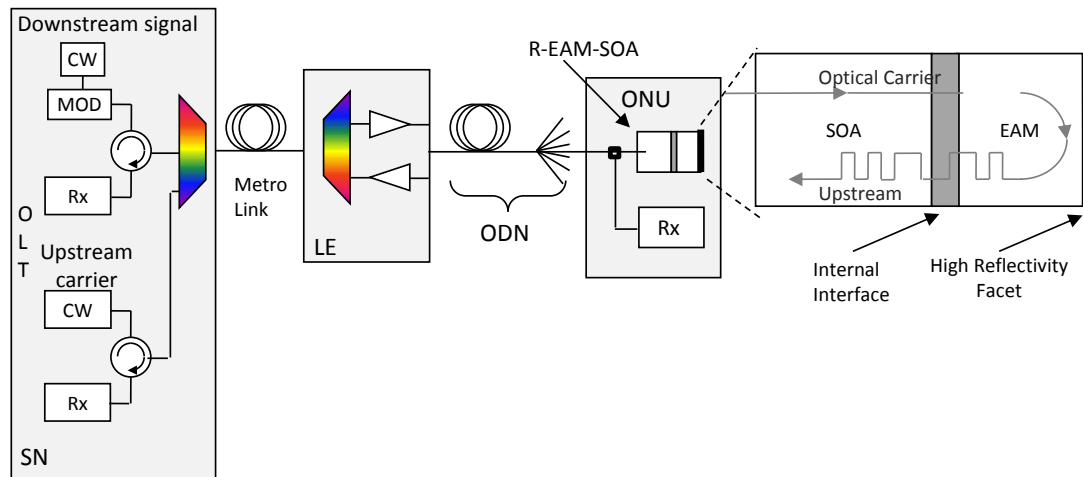 Downstream signal
CW
MOD
Rx
O
L
T
Upstream
carrier
CW
Rx
SN
Metro
Link
LE
ODN
R-EAM-SOA
ONU
Rx
Optical Carrier
SOA
EAM
Upstream
Internal
Interface
High Reflectivity
Facet